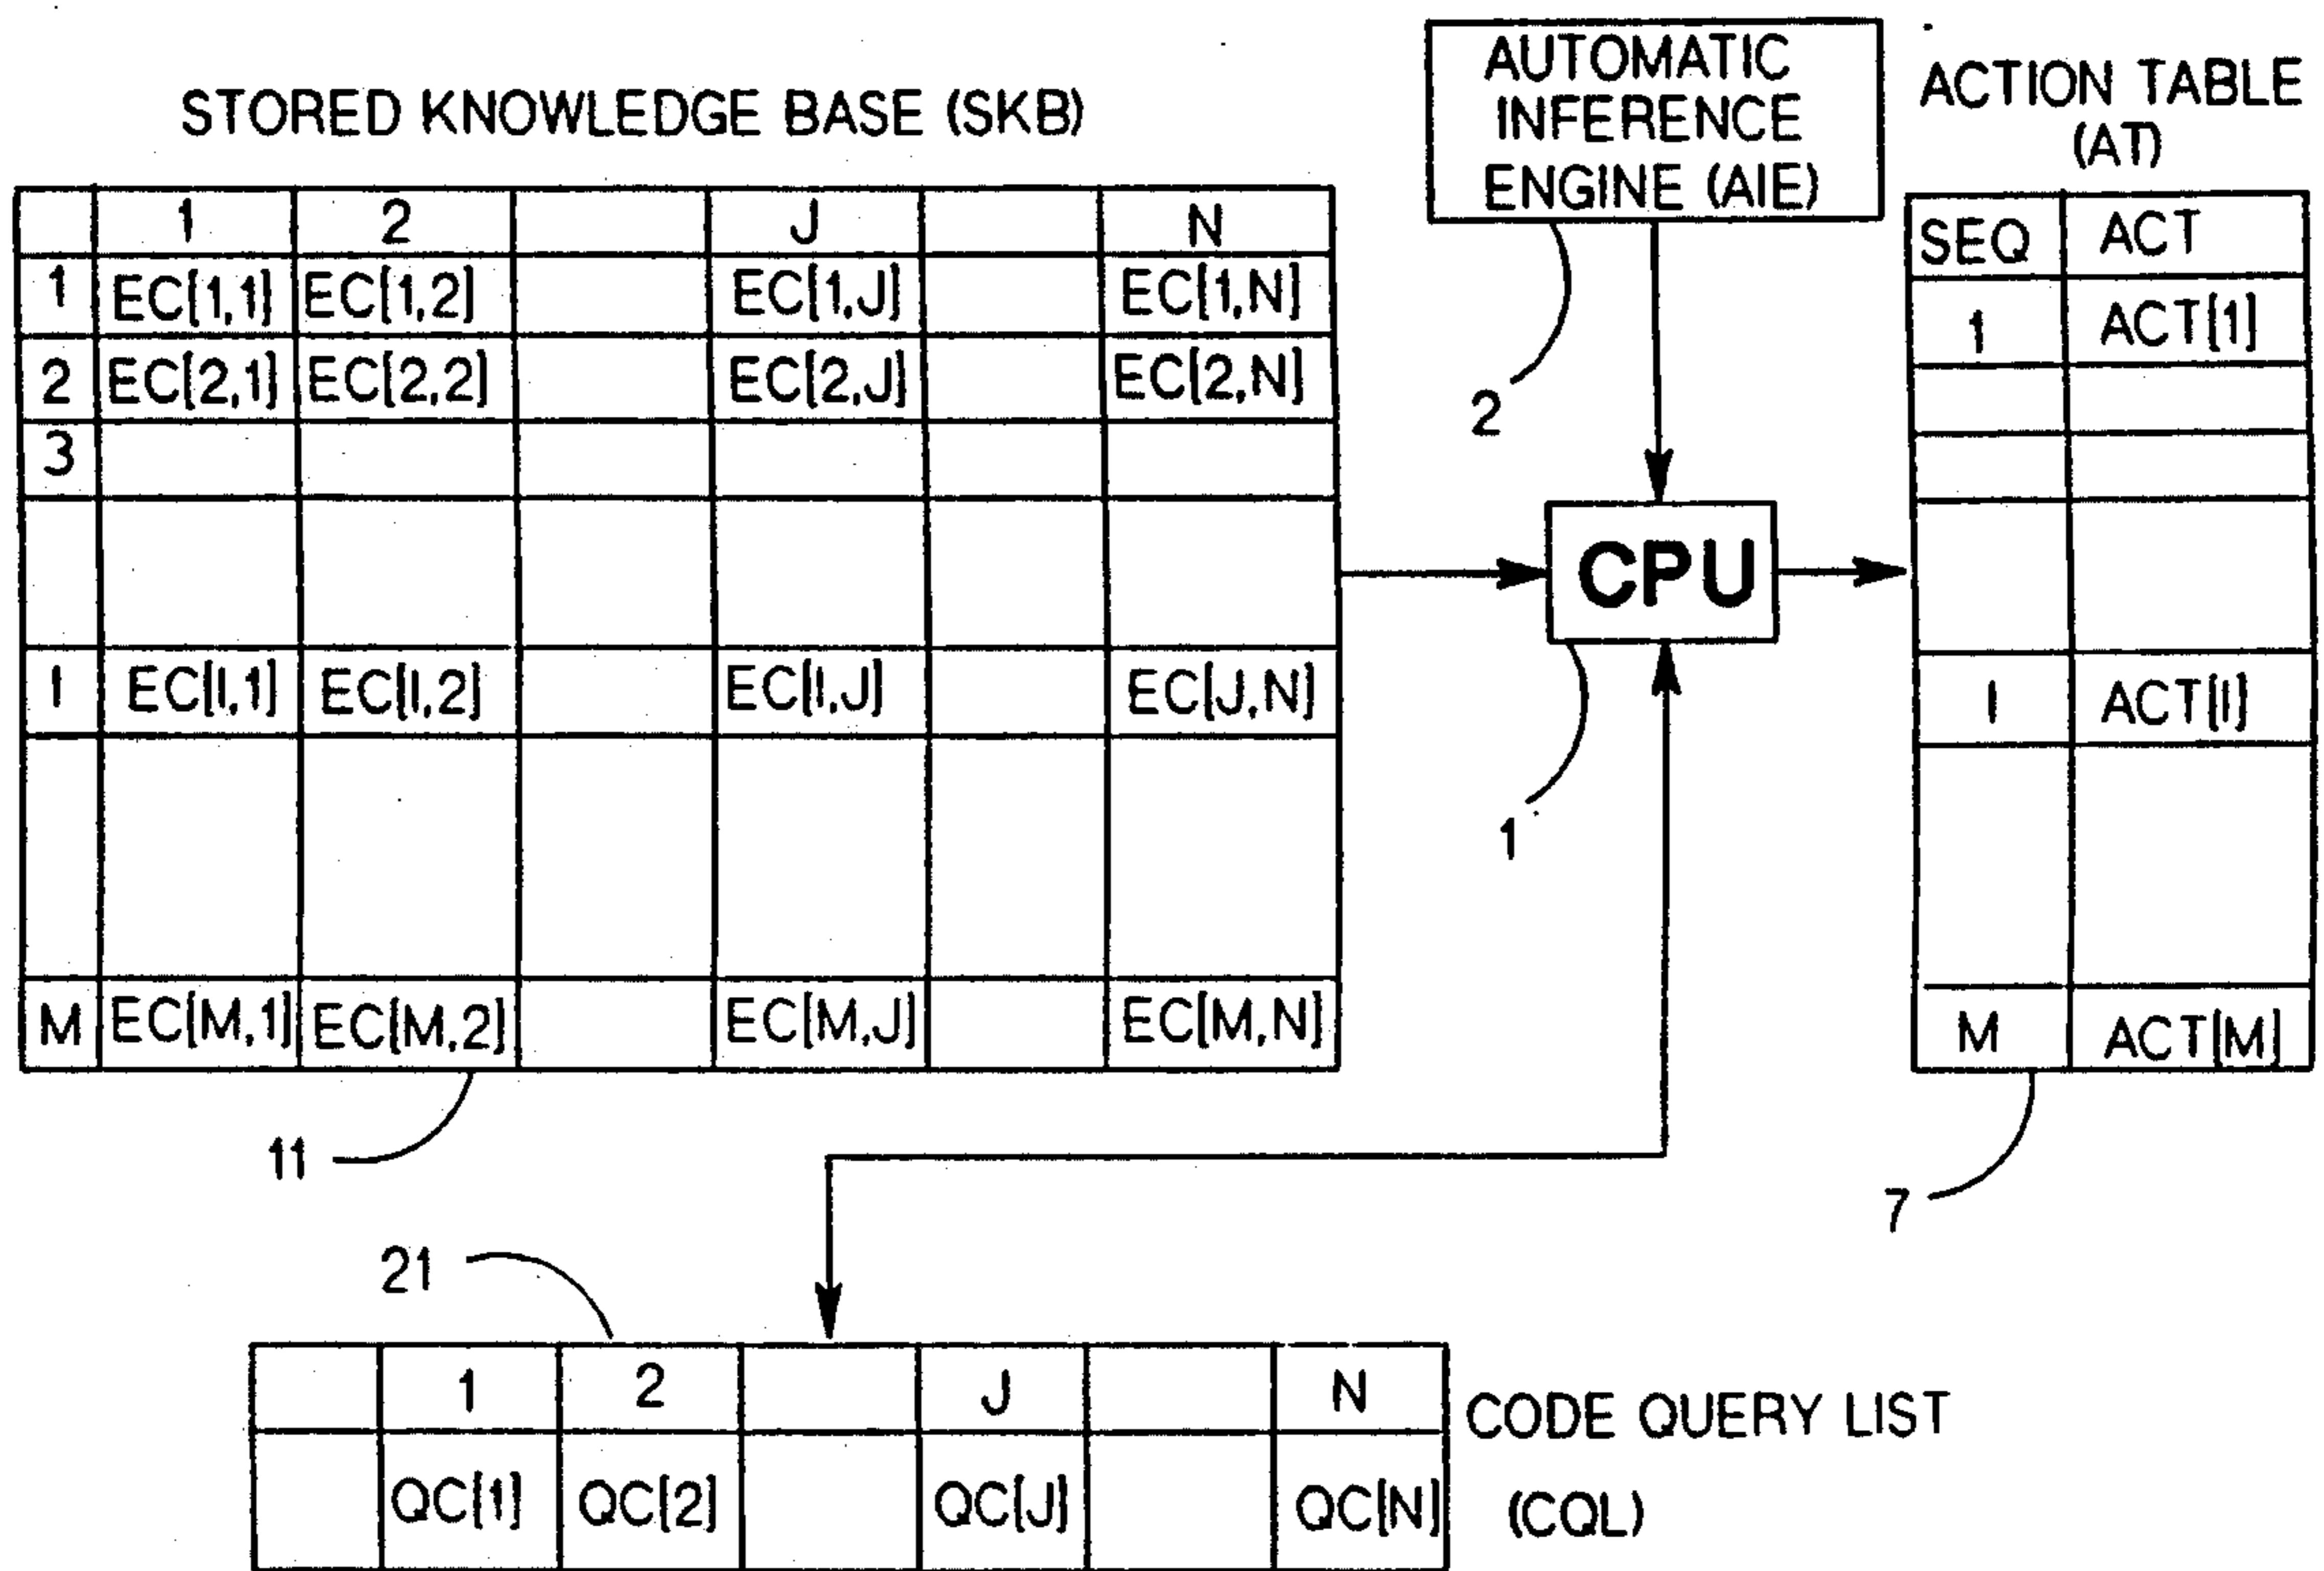 STORED KNOWLEDGE BASE (SKB)
AUTOMATIC
INFERENCE
ENGINE (AIE)
ACTION TABLE
(AT)
1 2 J N
1 EC[1,1] EC[1,2] EC[1,J] EC[1,N]
2 EC[2,1] EC[2,2] EC[2,J] EC[2,N]
3
I EC[I,1] EC[I,2] EC[I,J] EC[J,N]
M EC[M,1] EC[M,2] EC[M,J] EC[M,N]
11
2
CPU
1
SEQ ACT
1 ACT[1]
I ACT[I]
M ACT[M]
7
21
1 2 J N
QC[1] QC[2] QC[J] QC[N]
CODE QUERY LIST
(CQL)